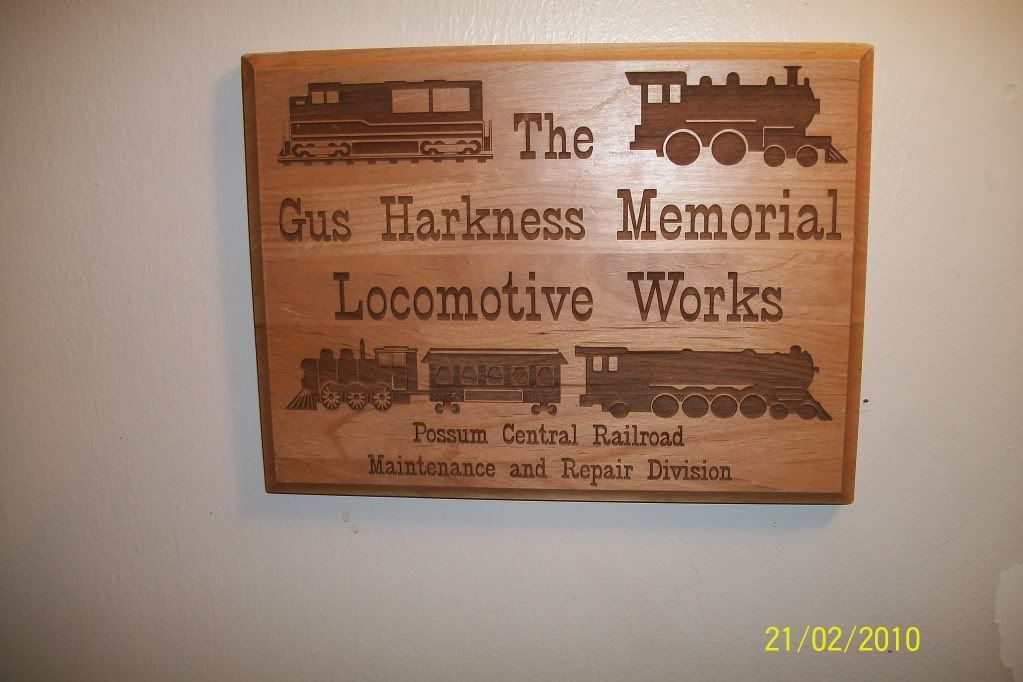 The
Gus Harkness Memorial
Locomotive Works
Possum Central Railroad
Maintenance and Repair Division
21/02/2010